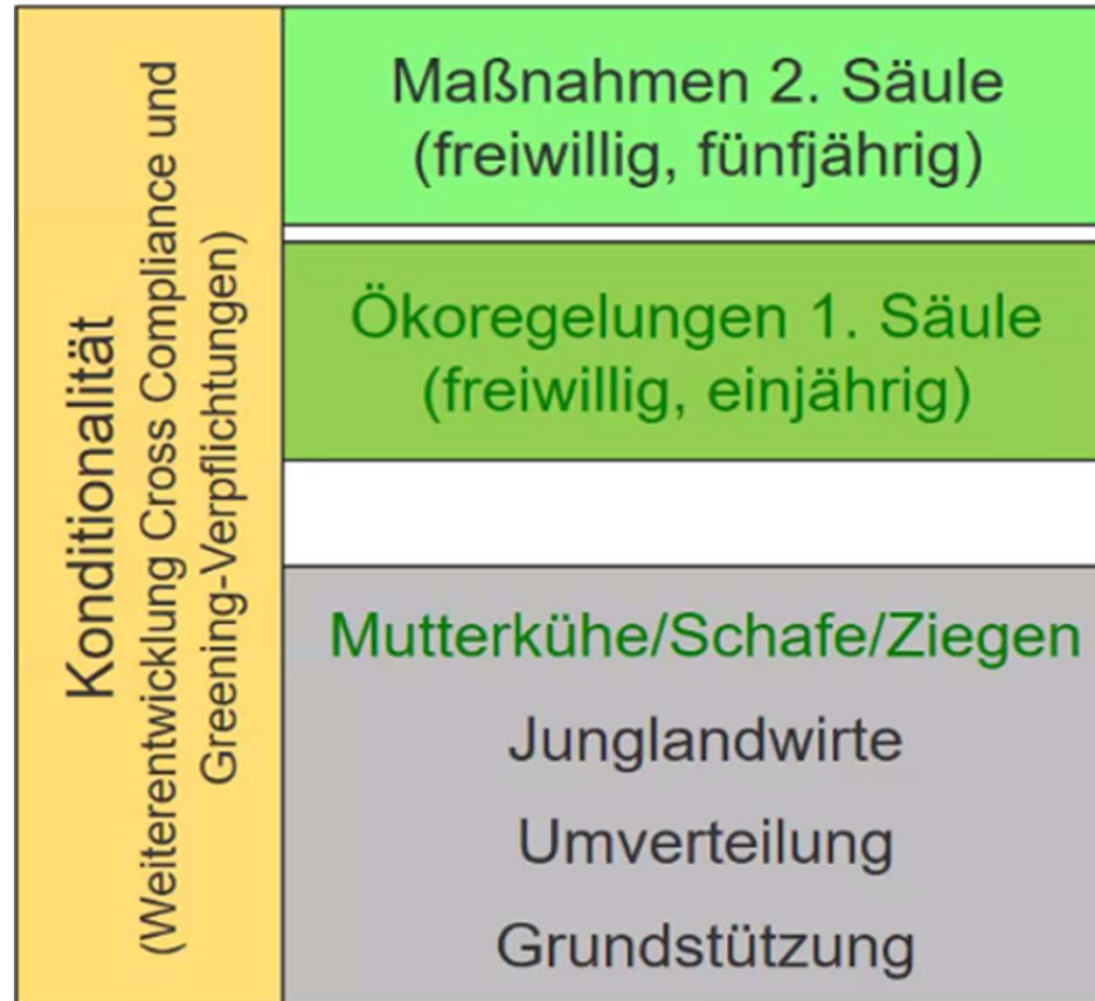 Konditionalität
(Weiterentwicklung Cross Compliance und
Greening-Verpflichtungen)
Maßnahmen 2. Säule
(freiwillig, fünfjährig)
Ökoregelungen 1. Säule
(freiwillig, einjährig)
Mutterkühe/Schafe/Ziegen
Junglandwirte
Umverteilung
Grundstützung